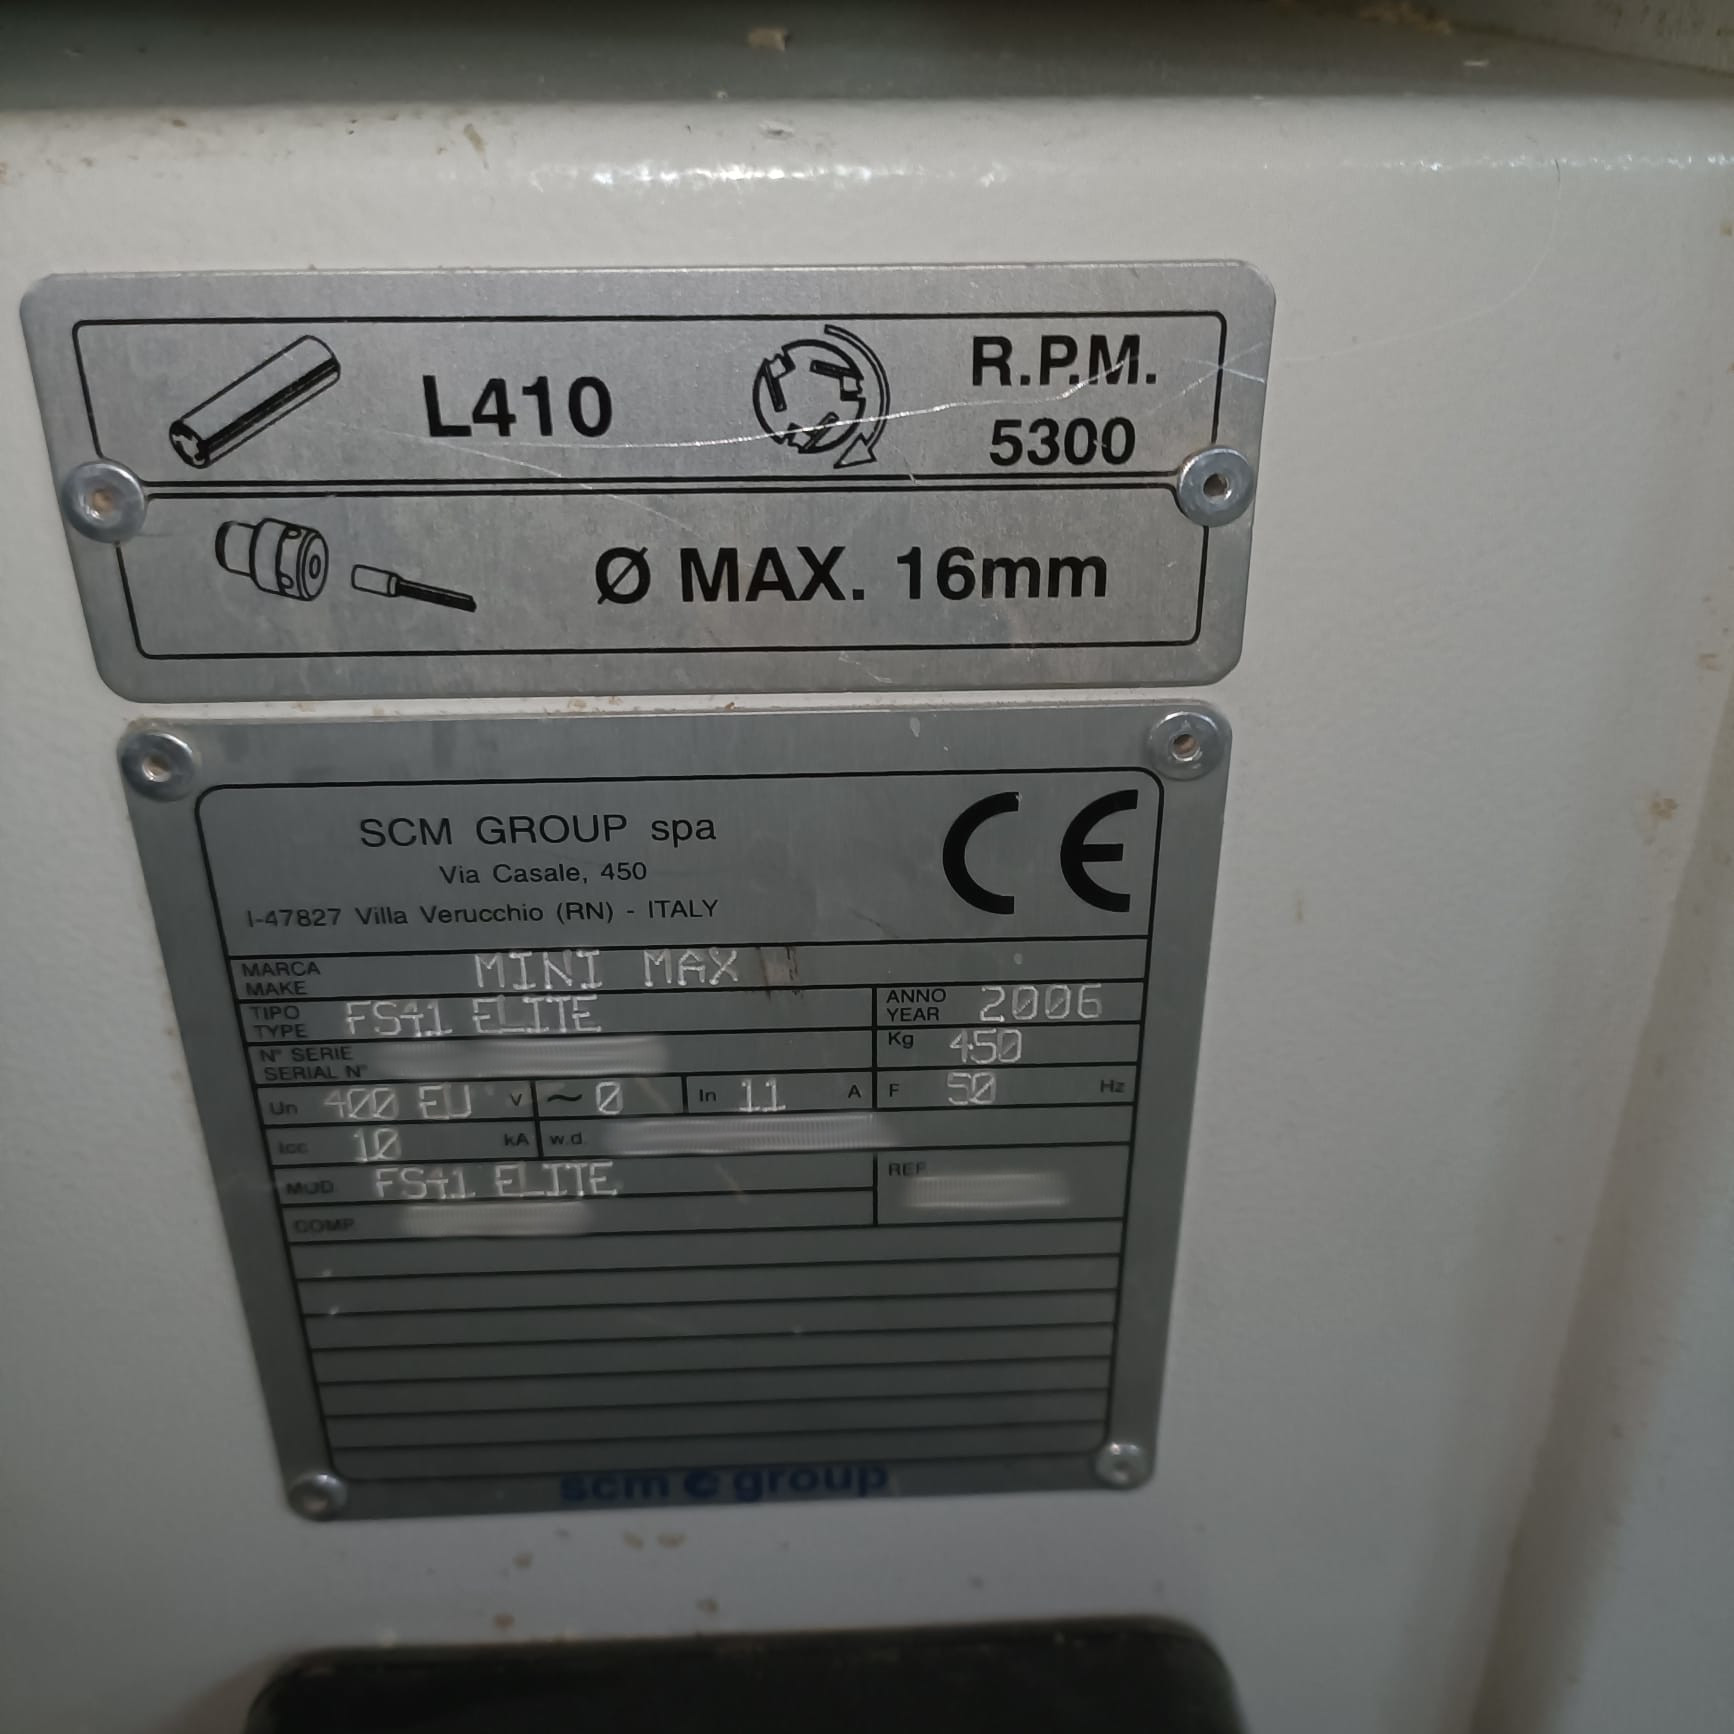 L410
R.P.M.
5300
Ø MAX. 16mm
SCM GROUP spa
Via Casale, 450
I-47827 Villa Verucchio (RN) - ITALY
CE
MARCA MINI MAX
MAKE
TIPO FS41 ELITE
TYPE
ANNO 2006
YEAR
N° SERIE
SERIAL N°
Kg 450
Un 400 EU V ~ 0 In 11 A F 50 Hz
Icc 10 kA w.d.
MOD FS41 ELITE REF
COMP
scm group